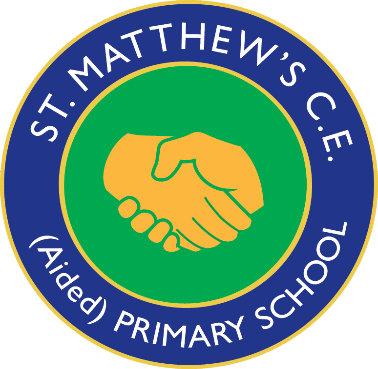 ST. MATTHEW'S C.E.
(Aided) PRIMARY SCHOOL